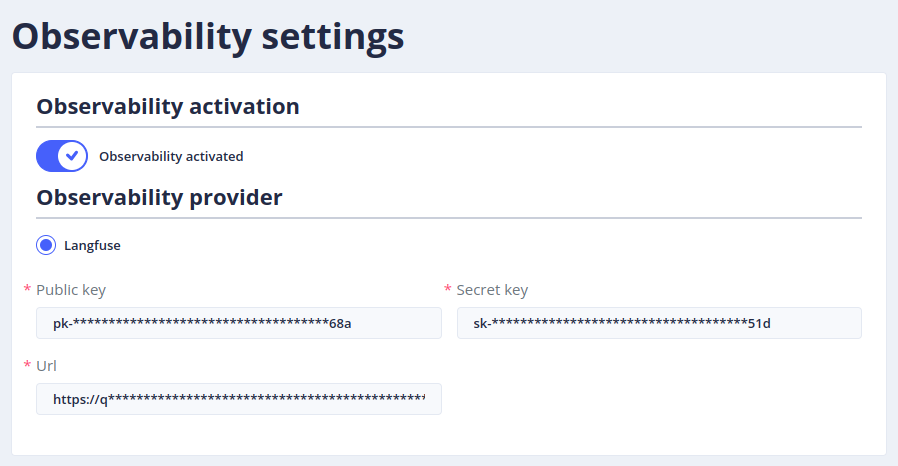 Observability settings
Observability activation
Observability activated
Observability provider
Langfuse
* Public key
* Secret key
pk-************************************68a
sk-************************************51d
* Url
https://q*********************************************